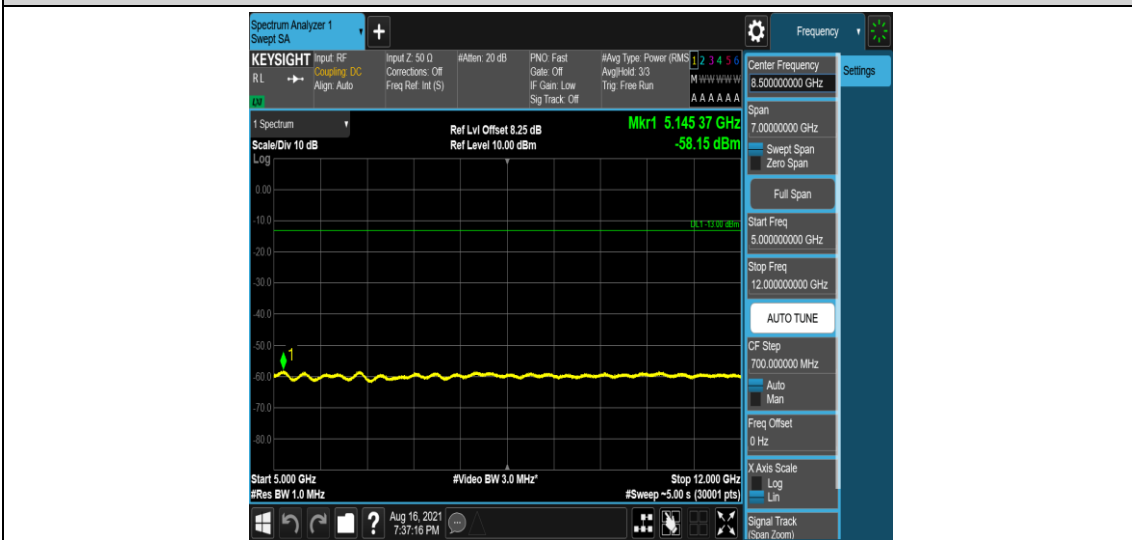 Spectrum Analyzer 1
Swept SA
+
Frequency
KEYSIGHT
RL
LXI
Input: RF
Coupling: DC
Align: Auto
Input Z: 50 Ω
Corrections: Off
Freq Ref: Int (S)
#Atten: 20 dB
PNO: Fast
Gate: Off
IF Gain: Low
Sig Track: Off
#Avg Type: Power (RMS
Avg|Hold: 3/3
Trig: Free Run
1 2 3 4 5 6
M W W W W W
A A A A A A
1 Spectrum
Scale/Div 10 dB
Log
Ref Lvl Offset 8.25 dB
Ref Level 10.00 dBm
Mkr1 5.145 37 GHz
-58.15 dBm
0.00
-10.0
DL1 -13.00 dBm
-20.0
-30.0
-40.0
-50.0
1
-60.0
-70.0
-80.0
Start 5.000 GHz
#Res BW 1.0 MHz
#Video BW 3.0 MHz*
Stop 12.000 GHz
#Sweep ~5.00 s (30001 pts)
Center Frequency
8.500000000 GHz
Settings
Span
7.00000000 GHz
Swept Span
Zero Span
Full Span
Start Freq
5.000000000 GHz
Stop Freq
12.000000000 GHz
AUTO TUNE
CF Step
700.000000 MHz
Auto
Man
Freq Offset
0 Hz
X Axis Scale
Log
Lin
Signal Track
(Span Zoom)
?
Aug 16, 2021
7:37:16 PM